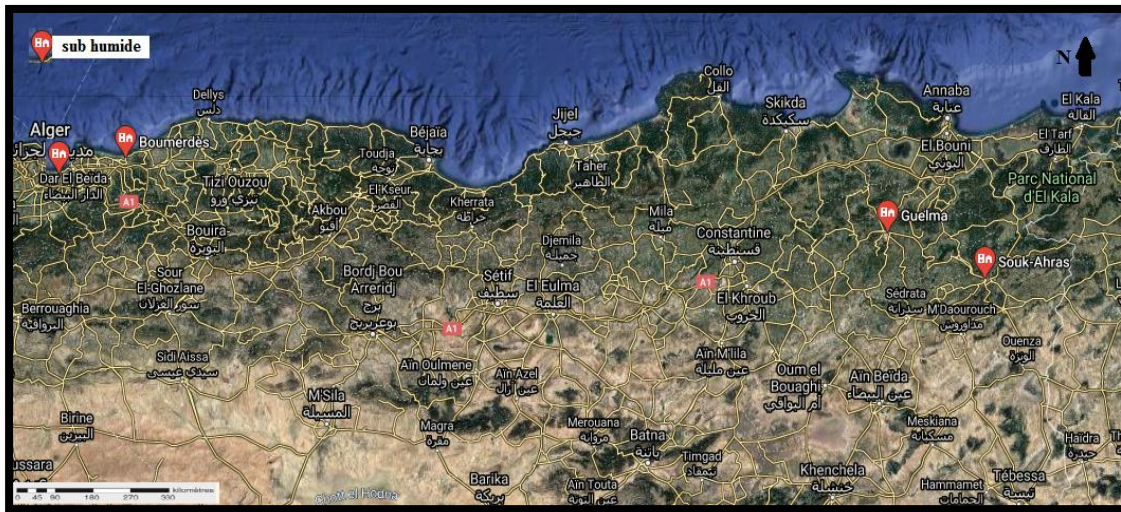 sub humide
N
Collo
القل
Dellys
دلس
Skikda
سكيكدة
Annaba
عنابة
El Kala
القالة
Jijel
جيجل
Alger
Boumerdès
Béjaïa
بجاية
El Bouni
البوني
El Tarf
الطارف
Toudja
توجة
Taher
الطاهير
Dar El Beïda
الدار البيضاء
Tizi Ouzou
تيزي وزو
El Kseur
القصر
Parc National
d'El Kala
A1
Akbou
أقبو
Kherrata
خراطة
Mila
ميلة
Guelma
Bouira
البويرة
Djemila
جميلة
Constantine
قسنطينة
Souk-Ahras
Sour
El-Ghozlane
سور الغزلان
Bordj Bou
Arreridj
برج
بوعريريج
Sétif
سطيف
El Eulma
العلمة
A1
El Khroub
الخروب
Sédrata
سدراتة
M'Daourouch
مداوروش
Berrouaghia
البرواقية
A1
Ouenza
الونزة
Sidi Aissa
سيدي عيسى
Aïn Oulmene
عين ولمان
Aïn Azel
عين آزال
Aïn M'lila
عين مليلة
Oum el
Bouaghi
أم البواقي
Aïn Beïda
عين البيضاء
M'Sila
المسيلة
Birine
البيرين
Magra
مقرة
Merouana
مروانة
Batna
باتنة
Timgad
تيمقاد
Meskiana
مسكيانة
Haïdra
حيدرة
ussara
Barika
بريكة
Aïn Touta
عين التوتة
Khenchela
خنشلة
Hammamet
الحمامات
Tébessa
تبسة
Chott el Hodna
kilomètres
0 45 90 180 270